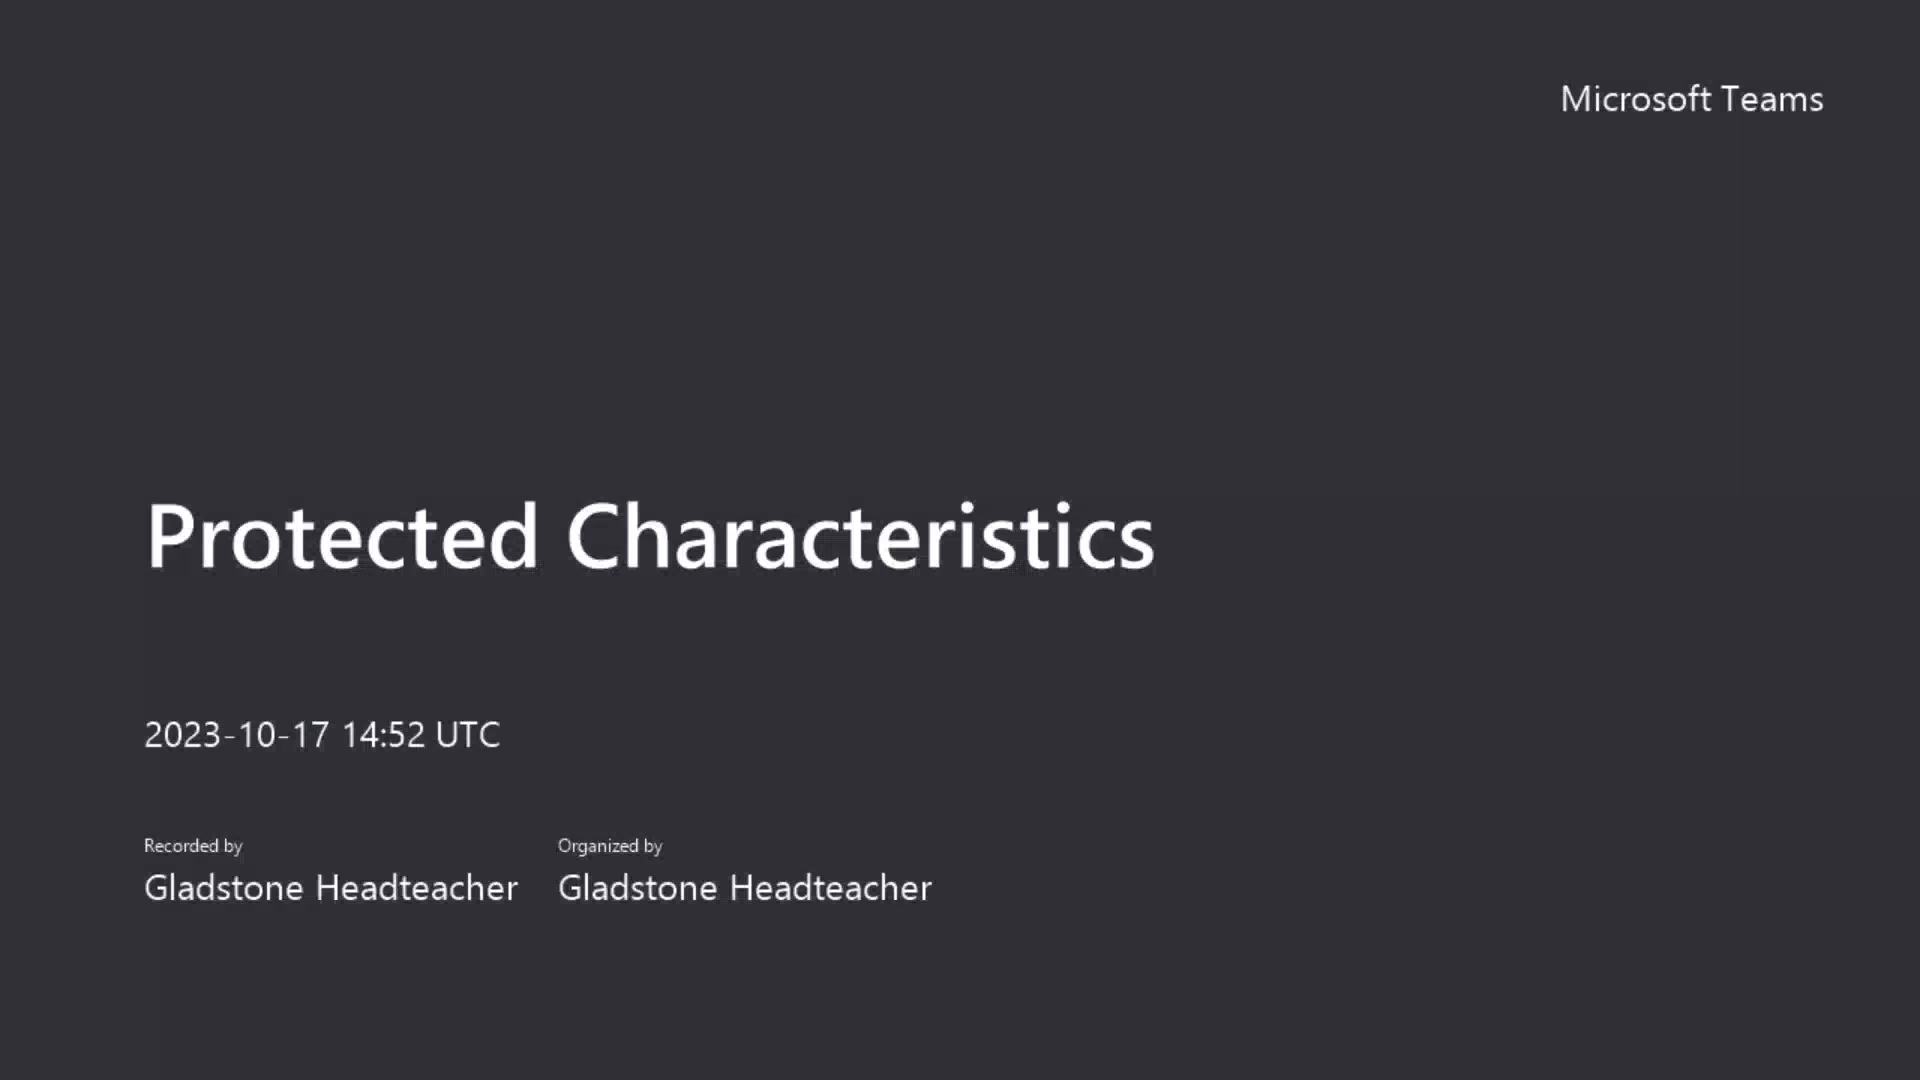 Microsoft Teams
Protected Characteristics
2023-10-17 14:52 UTC
Recorded by
Gladstone Headteacher
Organized by
Gladstone Headteacher